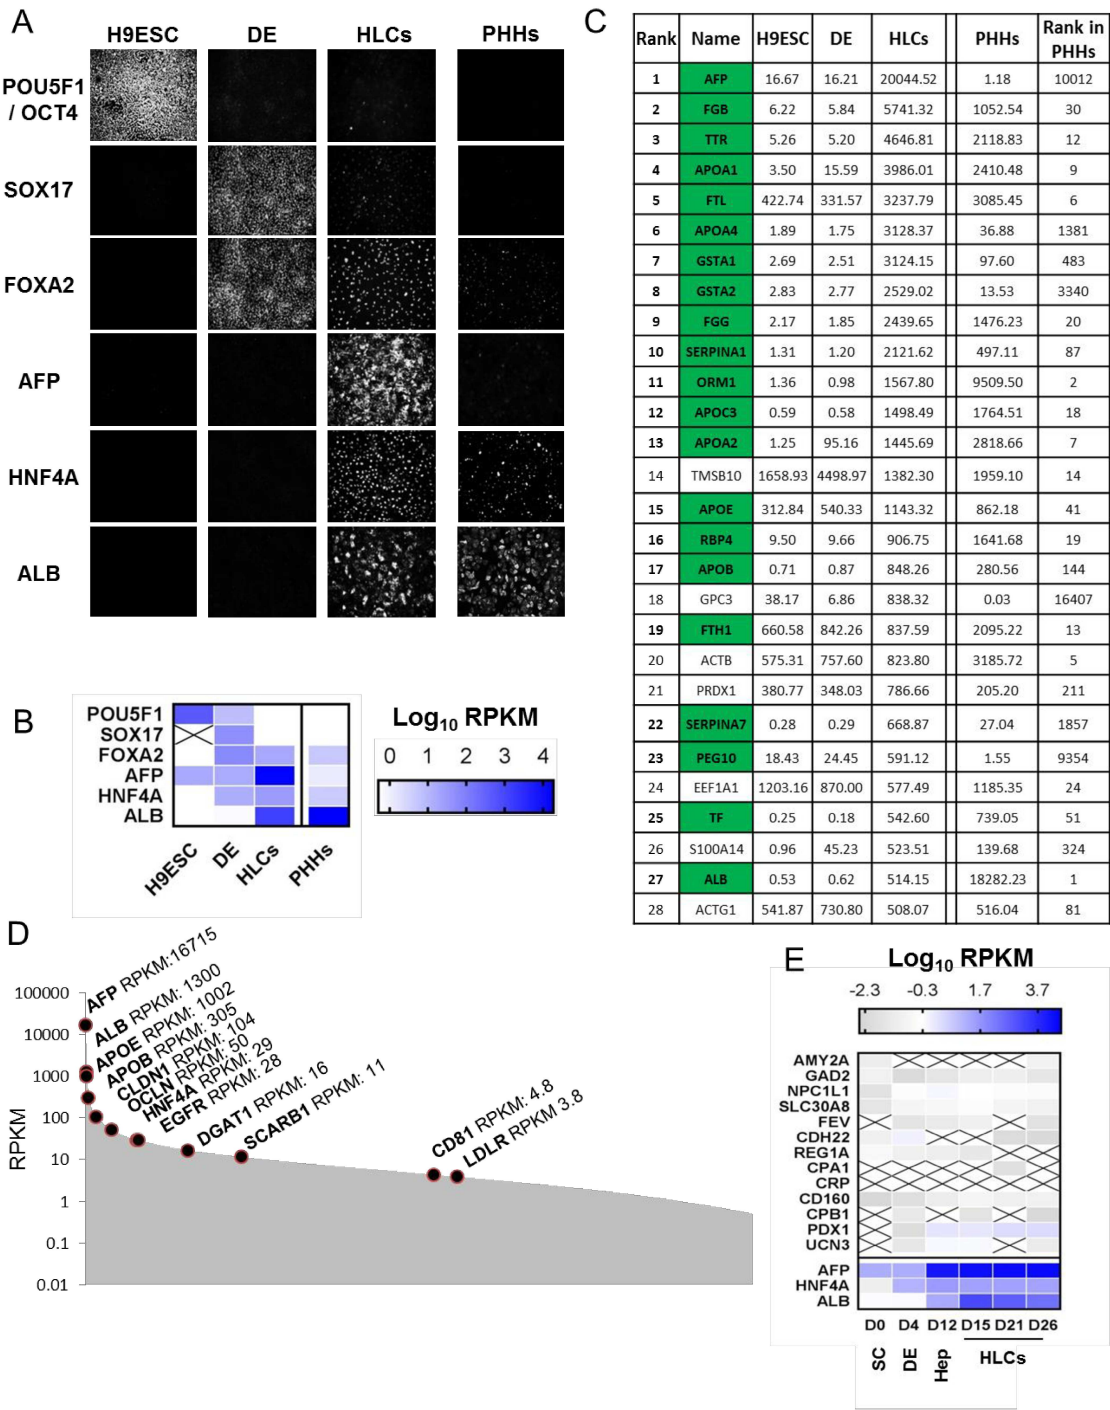 A
H9ESC DE HLCs PHHs
POU5F1
/ OCT4
SOX17
FOXA2
AFP
HNF4A
ALB
B
POU5F1
SOX17
FOXA2
AFP
HNF4A
ALB
H9ESC DE HLCs PHHs
Log10 RPKM
0 1 2 3 4
C
Rank Name H9ESC DE HLCs PHHs Rank in PHHs
1 AFP 16.67 16.21 20044.52 1.18 10012
2 FGB 6.22 5.84 5741.32 1052.54 30
3 TTR 5.26 5.20 4646.81 2118.83 12
4 APOA1 3.50 15.59 3986.01 2410.48 9
5 FTL 422.74 331.57 3237.79 3085.45 6
6 APOA4 1.89 1.75 3128.37 36.88 1381
7 GSTA1 2.69 2.51 3124.15 97.60 483
8 GSTA2 2.83 2.77 2529.02 13.53 3340
9 FGG 2.17 1.85 2439.65 1476.23 20
10 SERPINA1 1.31 1.20 2121.62 497.11 87
11 ORM1 1.36 0.98 1567.80 9509.50 2
12 APOC3 0.59 0.58 1498.49 1764.51 18
13 APOA2 1.25 95.16 1445.69 2818.66 7
14 TMSB10 1658.93 4498.97 1382.30 1959.10 14
15 APOE 312.84 540.33 1143.32 862.18 41
16 RBP4 9.50 9.66 906.75 1641.68 19
17 APOB 0.71 0.87 848.26 280.56 144
18 GPC3 38.17 6.86 838.32 0.03 16407
19 FTH1 660.58 842.26 837.59 2095.22 13
20 ACTB 575.31 757.60 823.80 3185.72 5
21 PRDX1 380.77 348.03 786.66 205.20 211
22 SERPINA7 0.28 0.29 668.87 27.04 1857
23 PEG10 18.43 24.45 591.12 1.55 9354
24 EEF1A1 1203.16 870.00 577.49 1185.35 24
25 TF 0.25 0.18 542.60 739.05 51
26 S100A14 0.96 45.23 523.51 139.68 324
27 ALB 0.53 0.62 514.15 18282.23 1
28 ACTG1 541.87 730.80 508.07 516.04 81
D
RPKM
100000
10000
1000
100
10
1
0.1
0.01
AFP RPKM:16715
ALB RPKM: 1300
APOE RPKM: 1002
APOB RPKM: 305
CLDN1 RPKM: 104
OCLN RPKM: 50
HNF4A RPKM: 29
EGFR RPKM: 28
DGAT1 RPKM: 16
SCARB1 RPKM: 11
CD81 RPKM: 4.8
LDLR RPKM 3.8
E
Log10 RPKM
-2.3 -0.3 1.7 3.7
AMY2A
GAD2
NPC1L1
SLC30A8
FEV
CDH22
REG1A
CPA1
CRP
CD160
CPB1
PDX1
UCN3
AFP
HNF4A
ALB
D0 D4 D12 D15 D21 D26
SC DE Hep HLCs